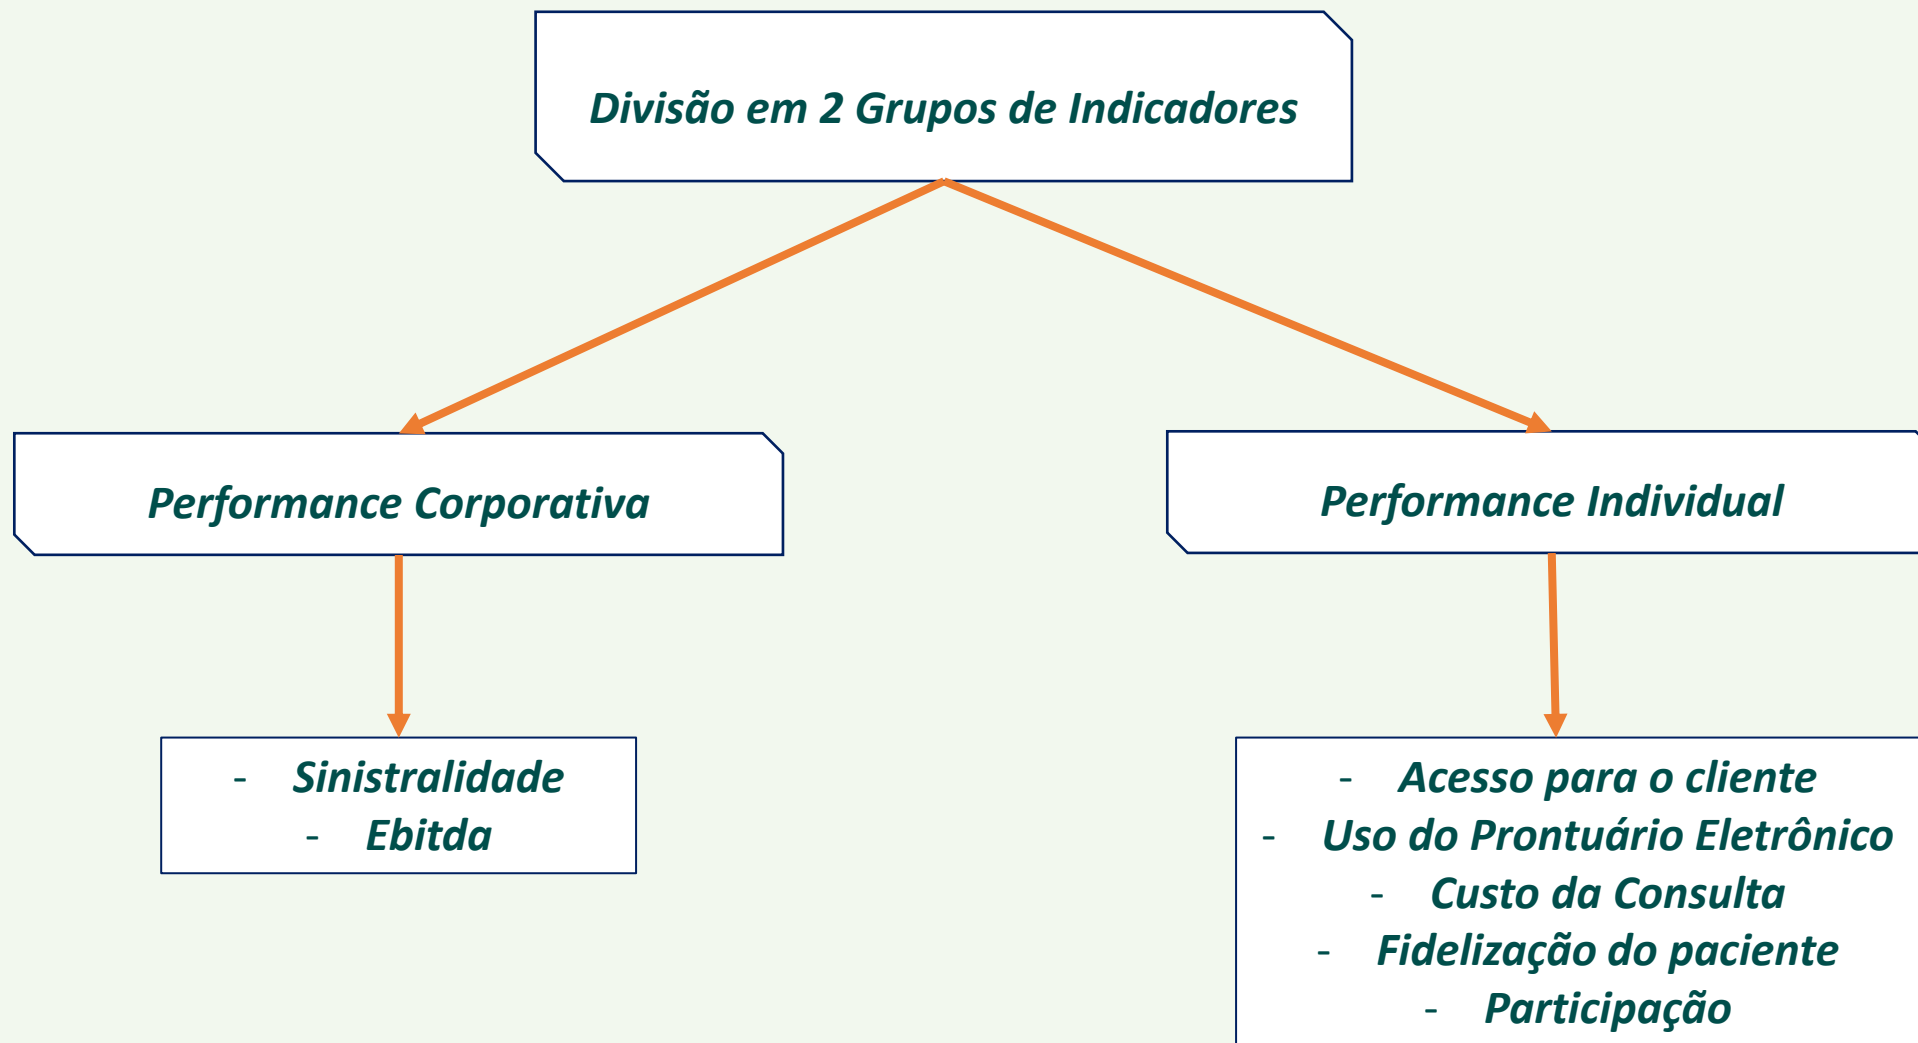 Divisão em 2 Grupos de Indicadores
Performance Corporativa
Performance Individual
- Sinistralidade
- Ebitda
- Acesso para o cliente
- Uso do Prontuário Eletrônico
- Custo da Consulta
- Fidelização do paciente
- Participação